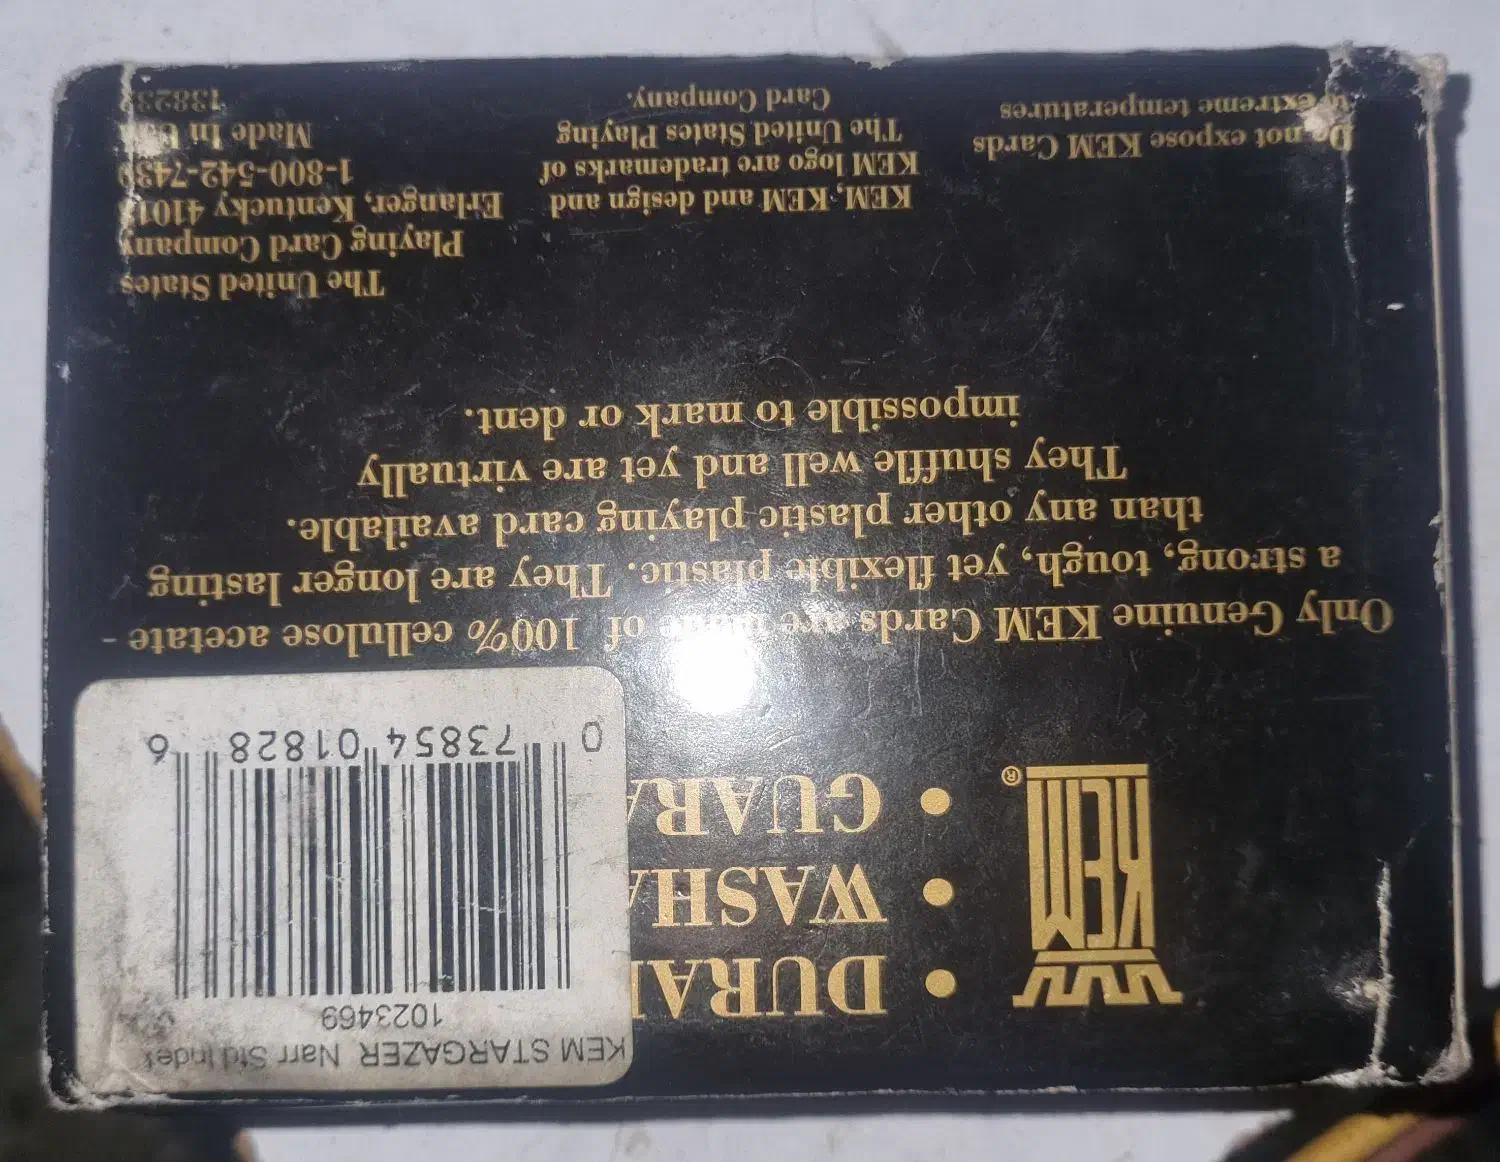 KEM STARGAZER Narr Std Index
1023469
0 73854 01828 6
KEM®
• DURAB
• WASHA
• GUARA
Only Genuine KEM Cards are made of 100% cellulose acetate -
a strong, tough, yet flexible plastic. They are longer lasting
than any other plastic playing card available.
They shuffle well and yet are virtually
impossible to mark or dent.
The United States
Playing Card Company
Erlanger, Kentucky 41018
1-800-542-7439
Made In USA
KEM, KEM and design and
KEM logo are trademarks of
The United States Playing
Card Company.
Do not expose KEM Cards
to extreme temperatures